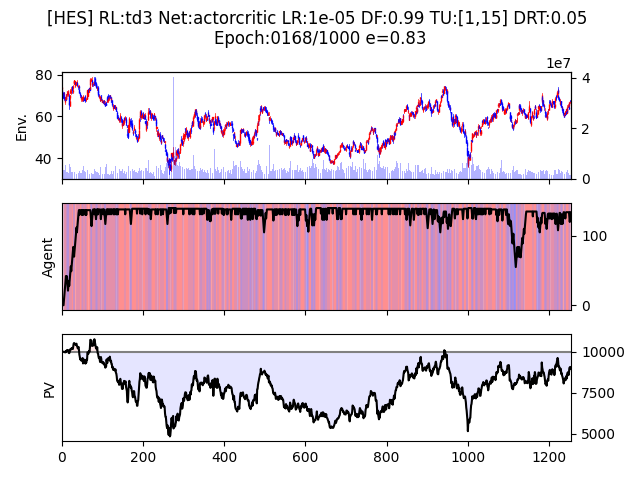 [HES] RL:td3 Net:actorcritic LR:1e-05 DF:0.99 TU:[1,15] DRT:0.05
Epoch:0168/1000 e=0.83
1e7
80
60
40
Env.
4
2
0
Agent
100
0
PV
10000
7500
5000
0 200 400 600 800 1000 1200